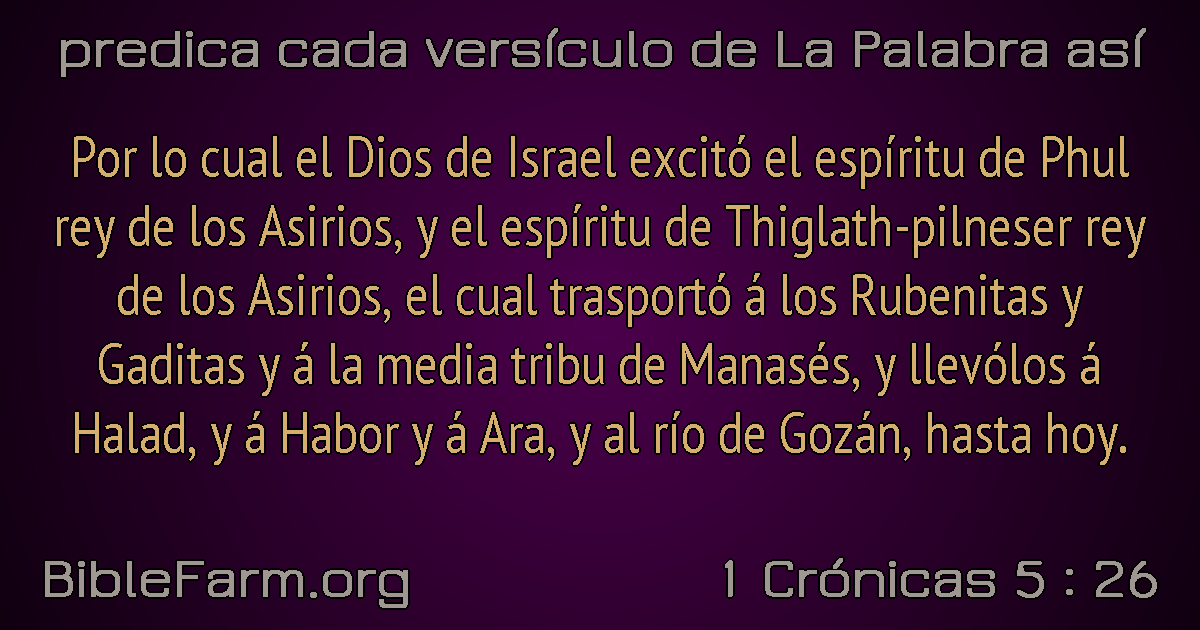 predica cada versículo de La Palabra así
Por lo cual el Dios de Israel excitó el espíritu de Phul
rey de los Asirios, y el espíritu de Thiglath-pilneser rey
de los Asirios, el cual trasportó á los Rubenitas y
Gaditas y á la media tribu de Manasés, y llevólos á
Halad, y á Habor y á Ara, y al río de Gozán, hasta hoy.
BibleFarm.org
1 Crónicas 5 : 26